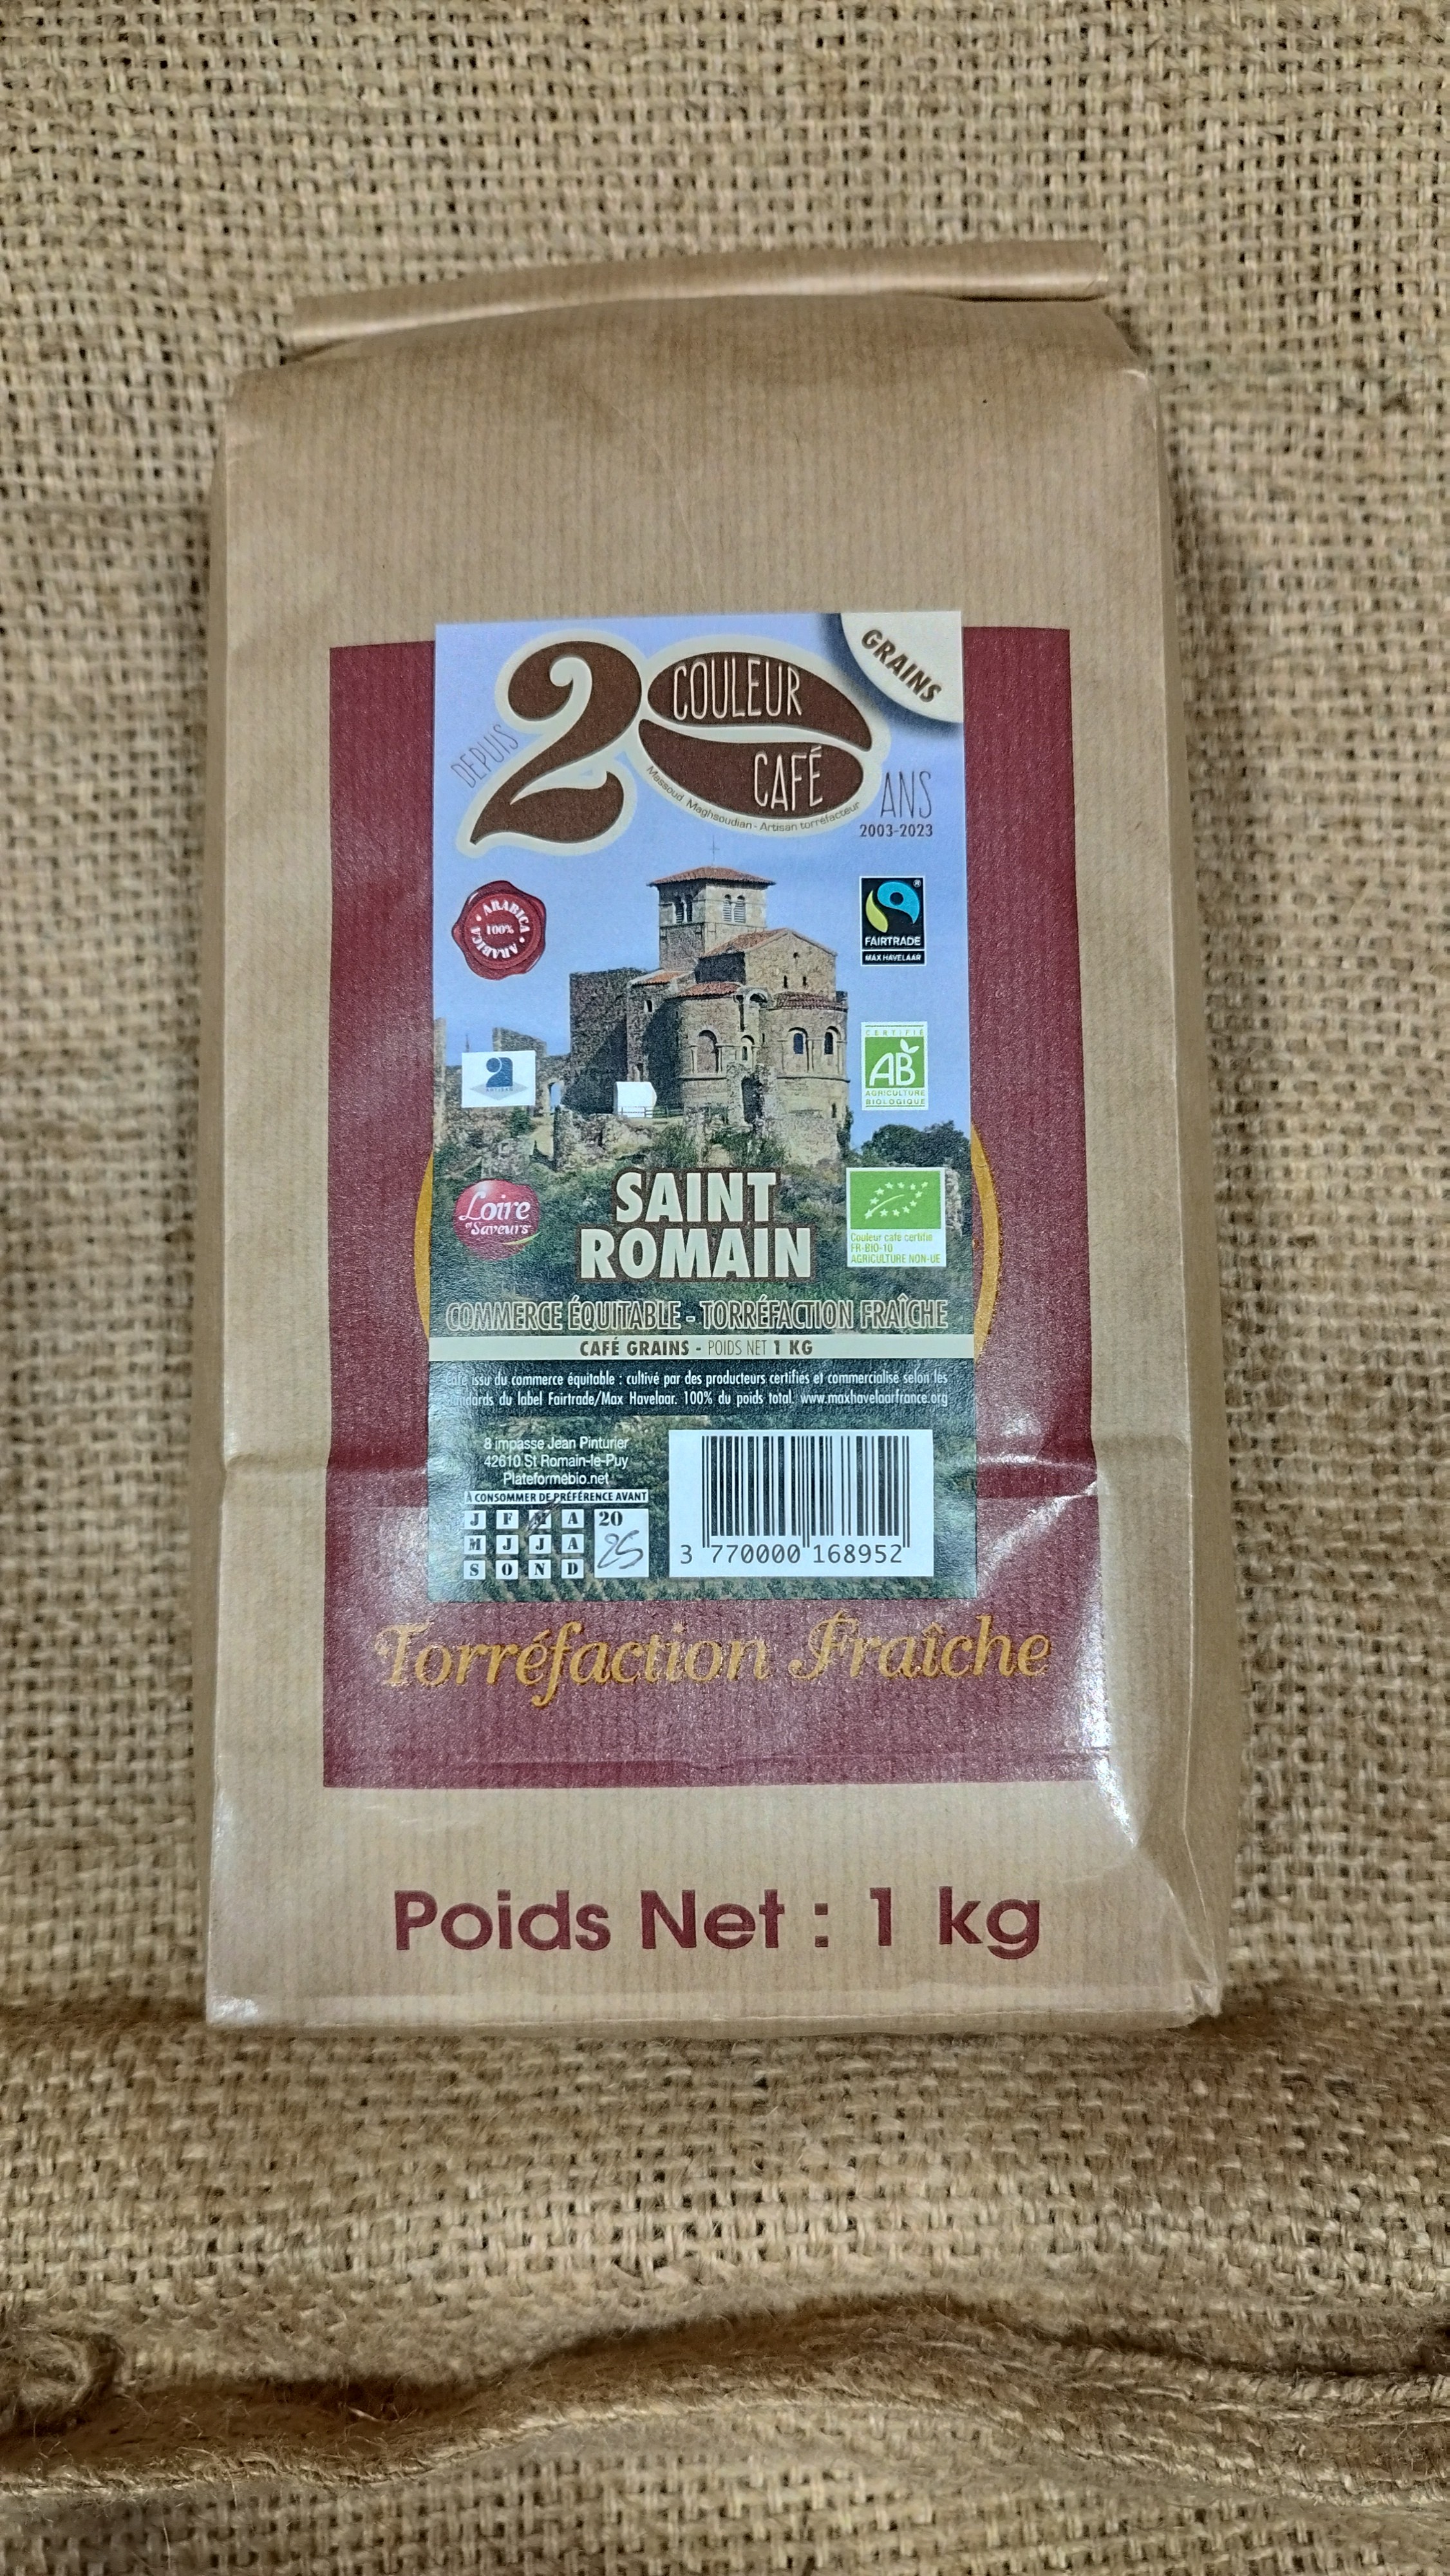 GRAINS
DEPUIS
20
COULEUR
CAFÉ
ANS
2003-2023
Massoud Maghsoudian - Artisan torréfacteur
ARABICA
100%
ARABICA
FAIRTRADE
MAX HAVELAAR
ARTISAN
CERTIFIÉ
AB
AGRICULTURE
BIOLOGIQUE
Loire
et Saveurs
SAINT
ROMAIN
Couleur café certifié
FR-BIO-10
AGRICULTURE NON-UE
COMMERCE ÉQUITABLE - TORRÉFACTION FRAÎCHE
CAFÉ GRAINS - POIDS NET 1 KG
Café issu du commerce équitable : cultivé par des producteurs certifiés et commercialisé selon les
standards du label Fairtrade/Max Havelaar. 100% du poids total. www.maxhavelaarfrance.org
8 impasse Jean Pinturier
42610 St Romain-le-Puy
Plateformebio.net
À CONSOMMER DE PRÉFÉRENCE AVANT
J F M A 20
M J J A 25
S O N D
3 770000 168952
Torréfaction Fraîche
Poids Net : 1 kg